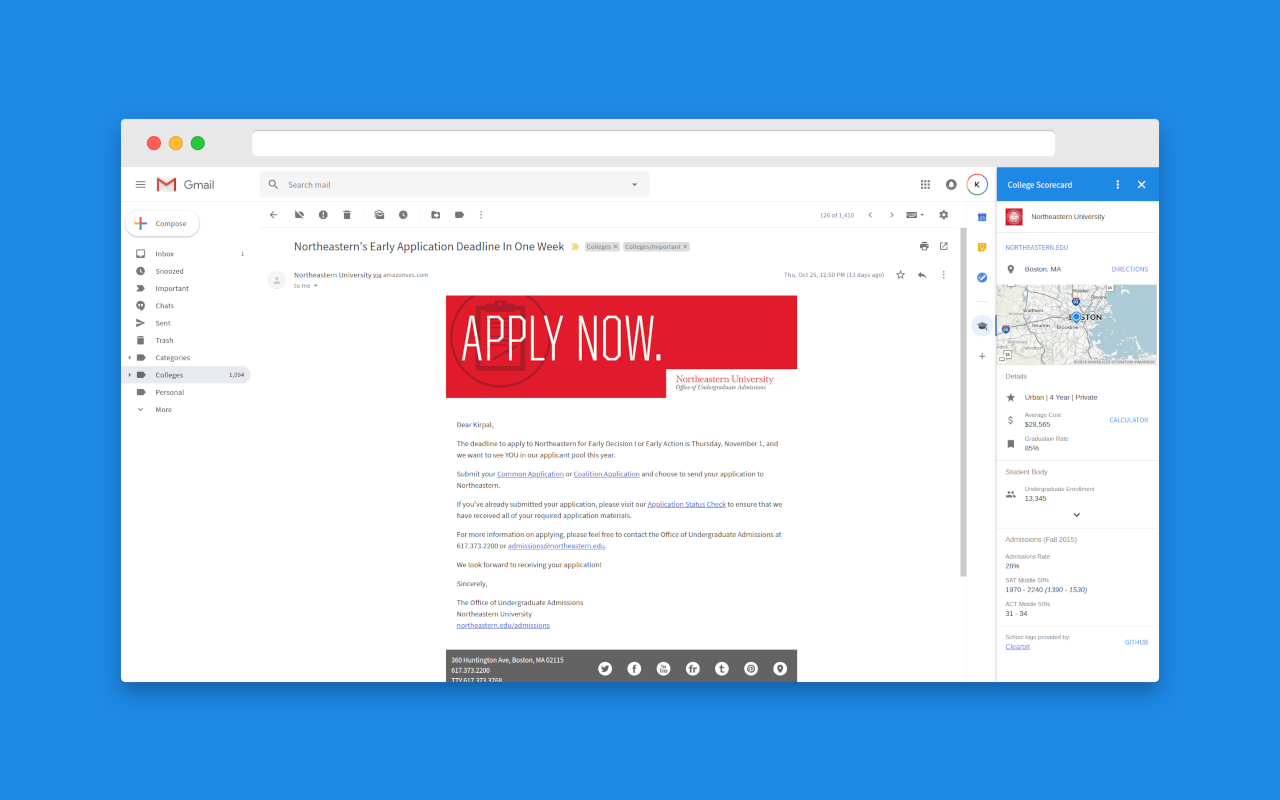 Gmail
Search mail
K
College Scorecard
Compose
126 of 1,410
Northeastern University
Inbox 1
Snoozed
Important
Chats
Sent
Trash
Categories
Colleges 1,094
Personal
More
Northeastern's Early Application Deadline In One Week
Colleges ×
Colleges/Important ×
Northeastern University via amazonses.com
Thu, Oct 25, 12:50 PM (13 days ago)
to me
APPLY NOW.
Northeastern University
Office of Undergraduate Admissions
Dear Kirpal,
The deadline to apply to Northeastern for Early Decision I or Early Action is Thursday, November 1, and
we want to see YOU in our applicant pool this year.
Submit your Common Application or Coalition Application and choose to send your application to
Northeastern.
If you've already submitted your application, please visit our Application Status Check to ensure that we
have received all of your required application materials.
For more information on applying, please feel free to contact the Office of Undergraduate Admissions at
617.373.2200 or admissions@northeastern.edu.
We look forward to receiving your application!
Sincerely,
The Office of Undergraduate Admissions
Northeastern University
northeastern.edu/admissions
360 Huntington Ave, Boston, MA 02115
617.373.2200
TTY 617.373.3768
NORTHEASTERN.EDU
Boston, MA
DIRECTIONS
Malden
Revere
Waltham
Newton
Brookline
Details
Urban | 4 Year | Private
Average Cost
$28,565
CALCULATOR
Graduation Rate
85%
Student Body
Undergraduate Enrollment
13,345
Admissions (Fall 2015)
Admissions Rate
28%
SAT Middle 50%
1970 - 2240 (1390 - 1530)
ACT Middle 50%
31 - 34
School logo provided by:
Clearbit
GITHUB